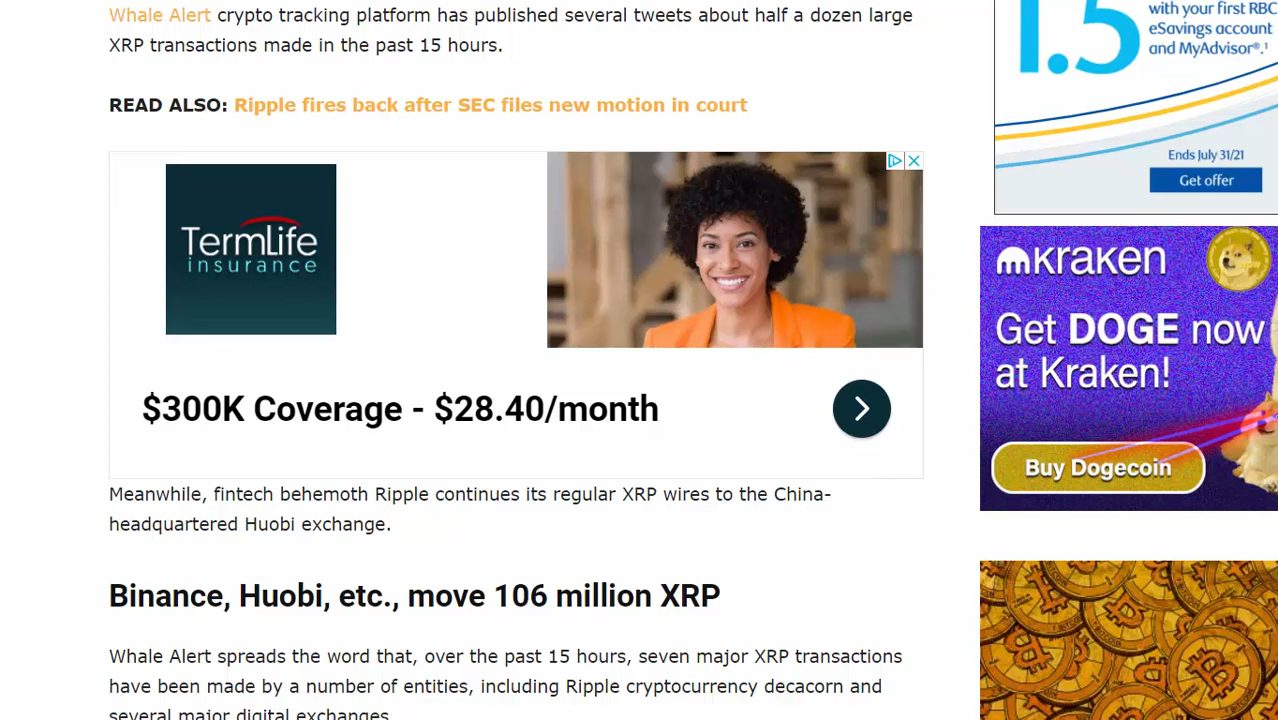 Whale Alert crypto tracking platform has published several tweets about half a dozen large
XRP transactions made in the past 15 hours.
READ ALSO: Ripple fires back after SEC files new motion in court
TermLife
insurance
$300K Coverage - $28.40/month
Meanwhile, fintech behemoth Ripple continues its regular XRP wires to the China-
headquartered Huobi exchange.
Binance, Huobi, etc., move 106 million XRP
Whale Alert spreads the word that, over the past 15 hours, seven major XRP transactions
have been made by a number of entities, including Ripple cryptocurrency decacorn and
several major digital exchanges.
1.5
with your first RBC
eSavings account
and MyAdvisor®.¹
Ends July 31/21
Get offer
kraken
Get DOGE now
at Kraken!
Buy Dogecoin